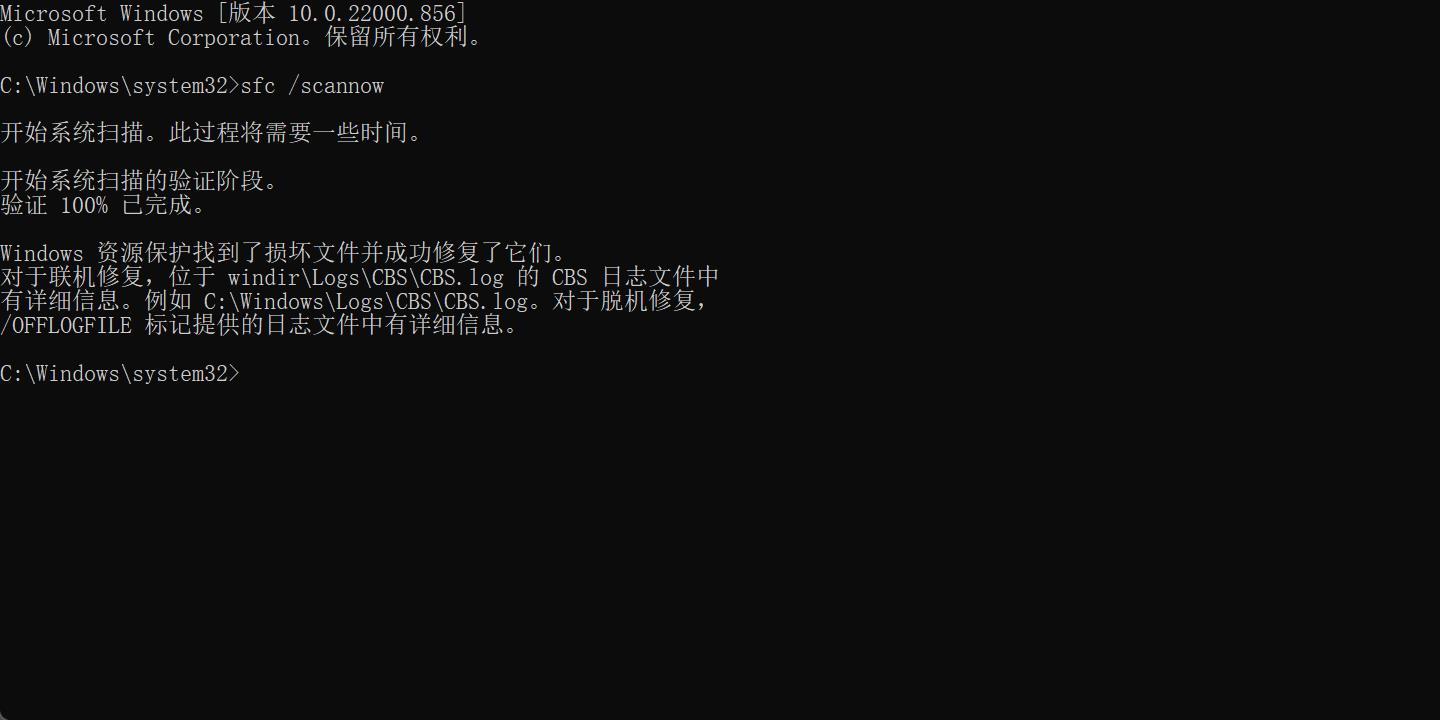 Microsoft Windows [版本 10.0.22000.856]
(c) Microsoft Corporation。保留所有权利。
C:\Windows\system32>sfc /scannow
开始系统扫描。此过程将需要一些时间。
开始系统扫描的验证阶段。
验证 100% 已完成。
Windows 资源保护找到了损坏文件并成功修复了它们。
对于联机修复，位于 windir\Logs\CBS\CBS.log 的 CBS 日志文件中
有详细信息。例如 C:\Windows\Logs\CBS\CBS.log。对于脱机修复，
/OFFLOGFILE 标记提供的日志文件中有详细信息。
C:\Windows\system32>